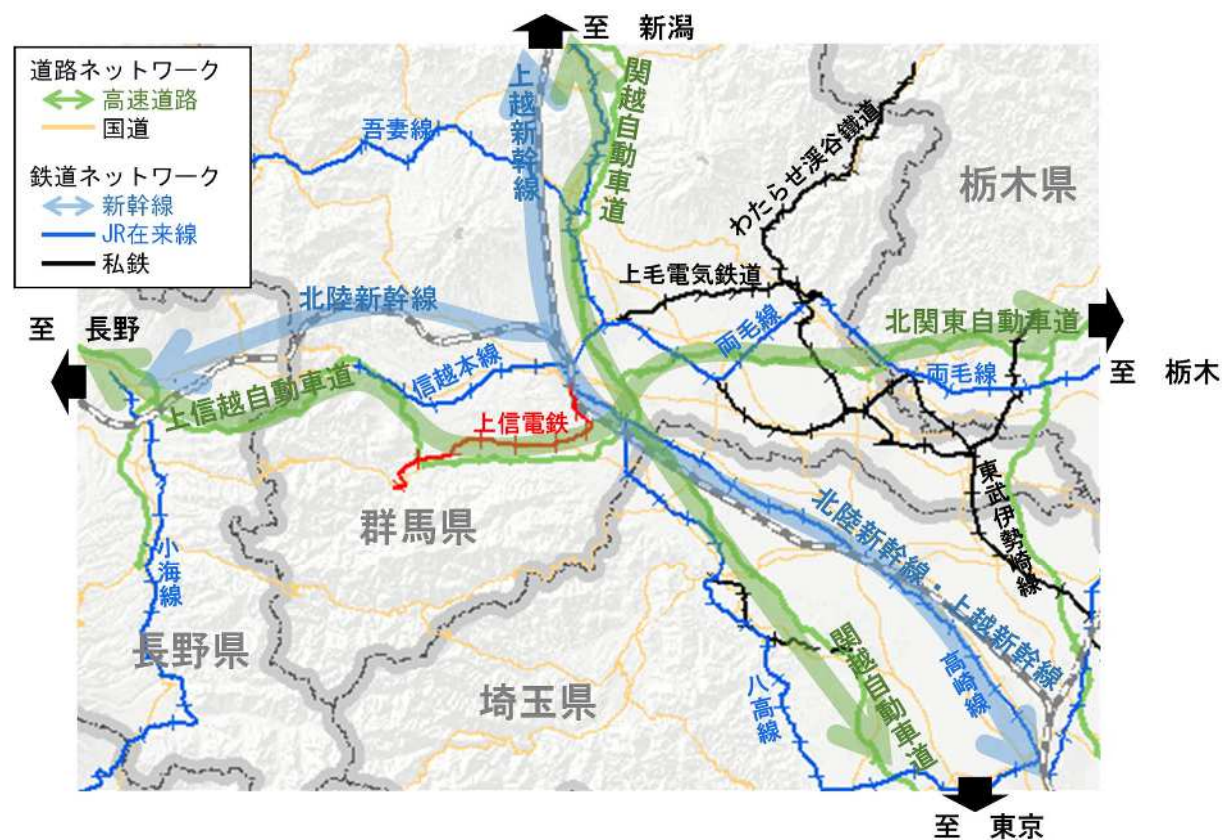 至 新潟
道路ネットワーク
高速道路
国道
鉄道ネットワーク
新幹線
JR在来線
私鉄
上越新幹線
関越自動車道
吾妻線
わたらせ渓谷鐵道
栃木県
上毛電気鉄道
北陸新幹線
至 長野
両毛線
北関東自動車道
信越本線
両毛線
至 栃木
上信越自動車道
上信電鉄
群馬県
東武伊勢崎線
北陸新幹線・上越新幹線
小海線
長野県
埼玉県
八高線
関越自動車道
高崎線
至 東京